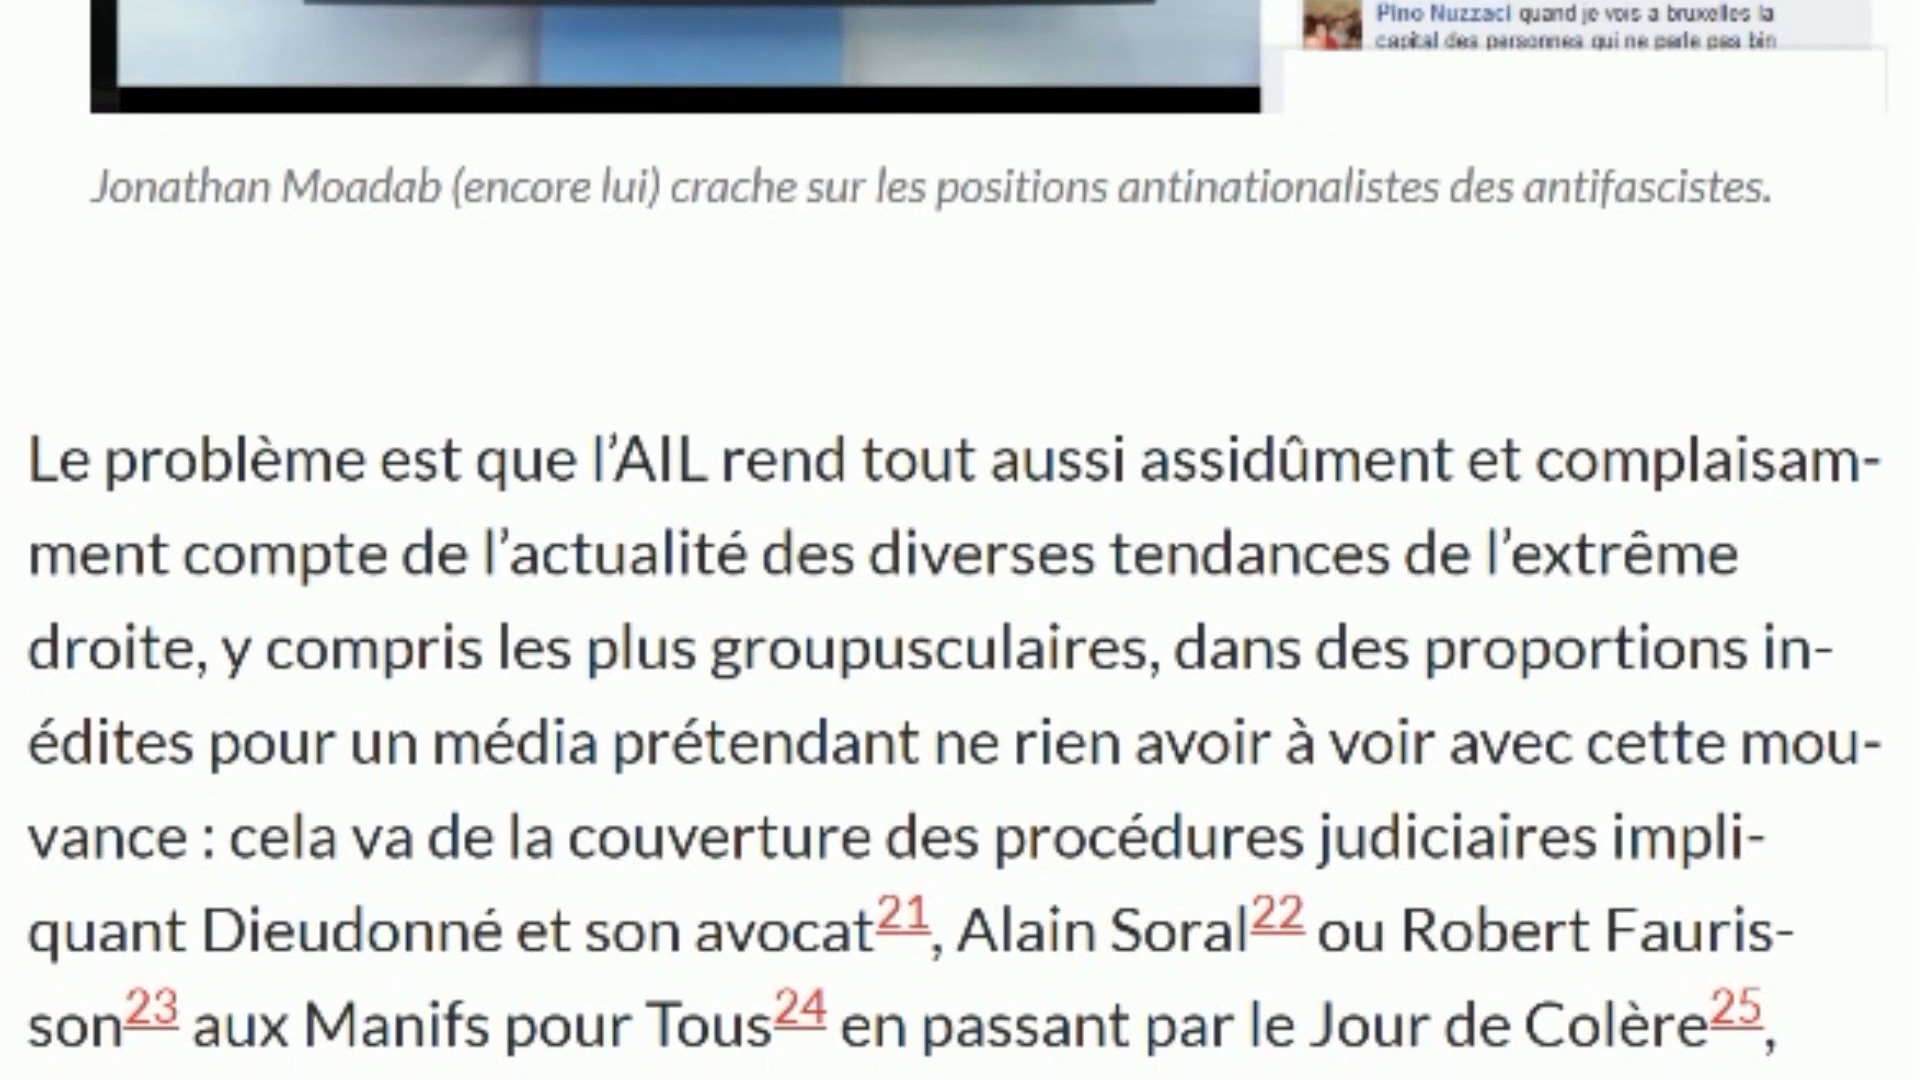 Pino Nuzzaci quand je vois a bruxelles la
capital des personnes qui ne parle pas bin
Jonathan Moadab (encore lui) crache sur les positions antinationalistes des antifascistes.
Le problème est que l’AIL rend tout aussi assidûment et complaisam-
ment compte de l’actualité des diverses tendances de l’extrême
droite, y compris les plus groupusculaires, dans des proportions in-
édites pour un média prétendant ne rien avoir à voir avec cette mou-
vance : cela va de la couverture des procédures judiciaires impli-
quant Dieudonné et son avocat21, Alain Soral22 ou Robert Fauris-
son23 aux Manifs pour Tous24 en passant par le Jour de Colère25,